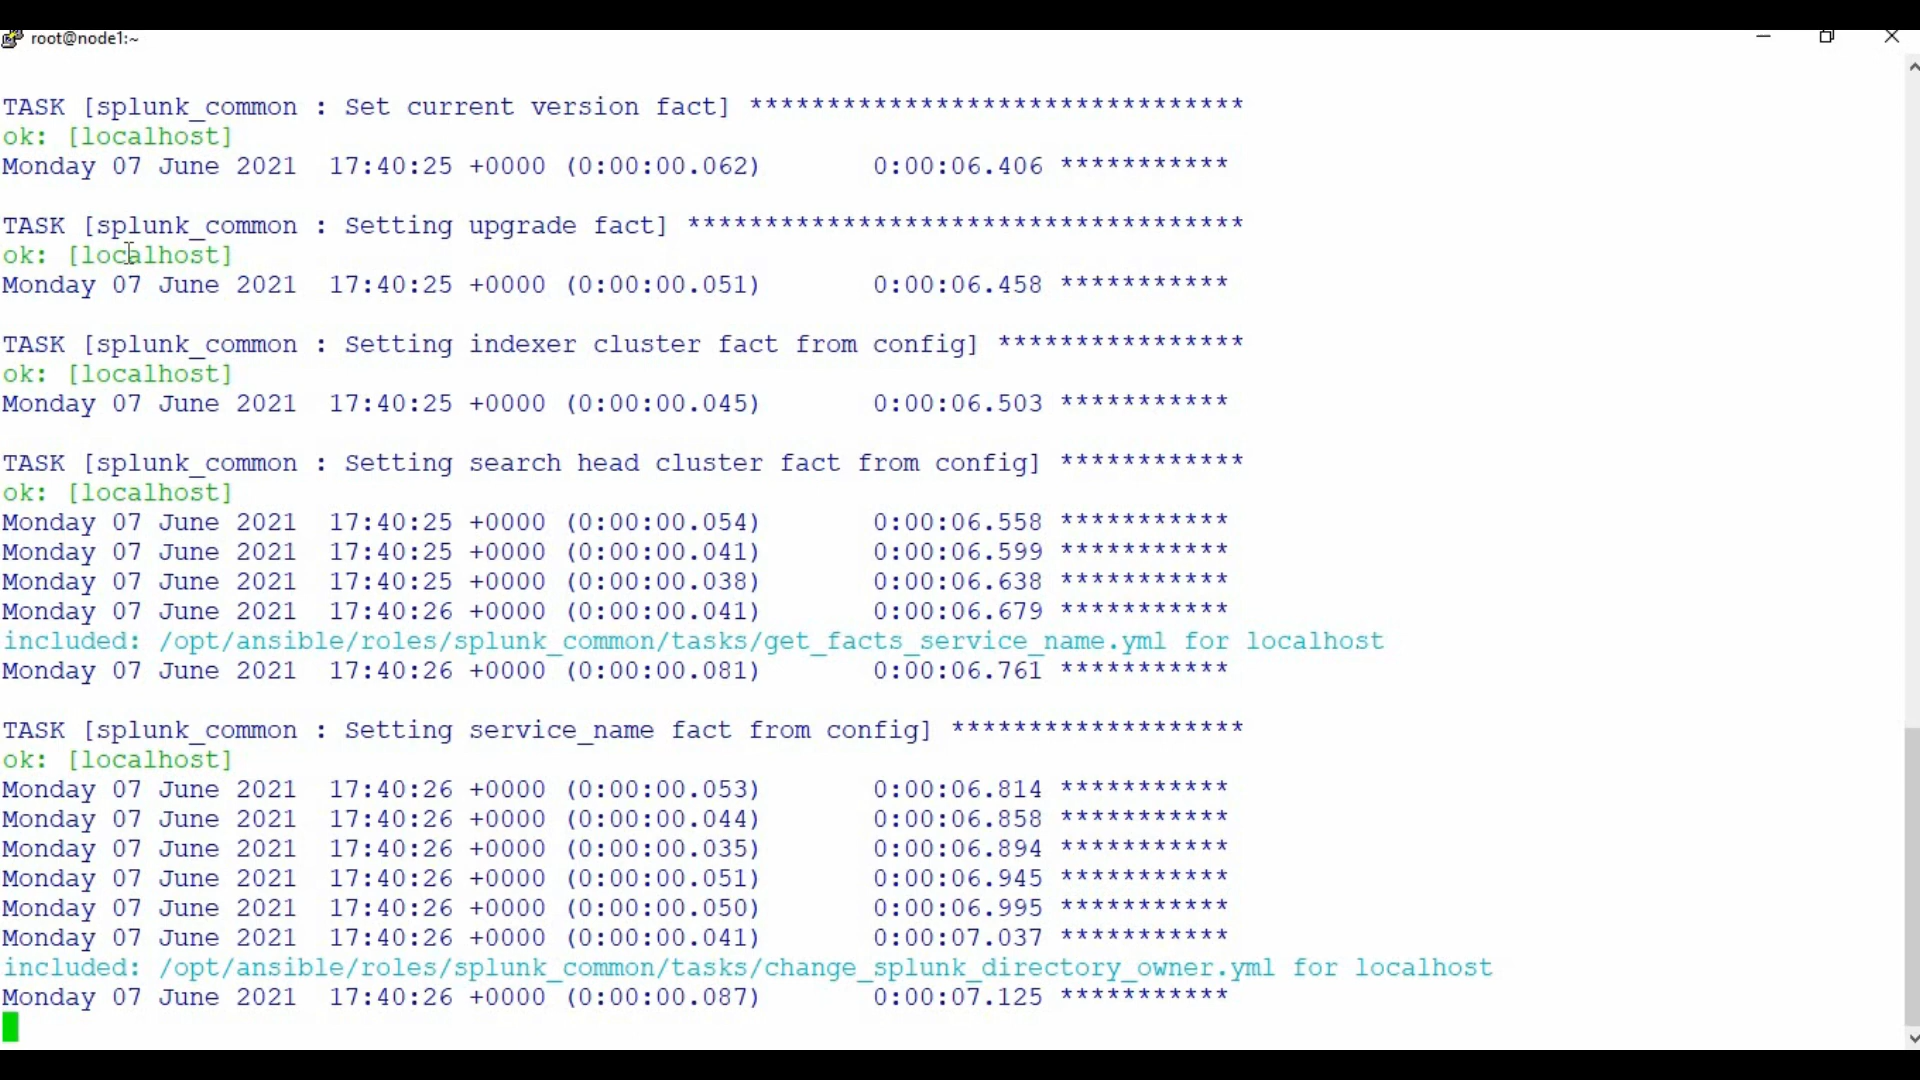 root@node1:~
TASK [splunk_common : Set current version fact] ********************************
ok: [localhost]
Monday 07 June 2021  17:40:25 +0000 (0:00:00.062)       0:00:06.406 ***********
TASK [splunk_common : Setting upgrade fact] ************************************
ok: [localhost]
Monday 07 June 2021  17:40:25 +0000 (0:00:00.051)       0:00:06.458 ***********
TASK [splunk_common : Setting indexer cluster fact from config] ****************
ok: [localhost]
Monday 07 June 2021  17:40:25 +0000 (0:00:00.045)       0:00:06.503 ***********
TASK [splunk_common : Setting search head cluster fact from config] ************
ok: [localhost]
Monday 07 June 2021  17:40:25 +0000 (0:00:00.054)       0:00:06.558 ***********
Monday 07 June 2021  17:40:25 +0000 (0:00:00.041)       0:00:06.599 ***********
Monday 07 June 2021  17:40:25 +0000 (0:00:00.038)       0:00:06.638 ***********
Monday 07 June 2021  17:40:26 +0000 (0:00:00.041)       0:00:06.679 ***********
included: /opt/ansible/roles/splunk_common/tasks/get_facts_service_name.yml for localhost
Monday 07 June 2021  17:40:26 +0000 (0:00:00.081)       0:00:06.761 ***********
TASK [splunk_common : Setting service_name fact from config] *******************
ok: [localhost]
Monday 07 June 2021  17:40:26 +0000 (0:00:00.053)       0:00:06.814 ***********
Monday 07 June 2021  17:40:26 +0000 (0:00:00.044)       0:00:06.858 ***********
Monday 07 June 2021  17:40:26 +0000 (0:00:00.035)       0:00:06.894 ***********
Monday 07 June 2021  17:40:26 +0000 (0:00:00.051)       0:00:06.945 ***********
Monday 07 June 2021  17:40:26 +0000 (0:00:00.050)       0:00:06.995 ***********
Monday 07 June 2021  17:40:26 +0000 (0:00:00.041)       0:00:07.037 ***********
included: /opt/ansible/roles/splunk_common/tasks/change_splunk_directory_owner.yml for localhost
Monday 07 June 2021  17:40:26 +0000 (0:00:00.087)       0:00:07.125 ***********